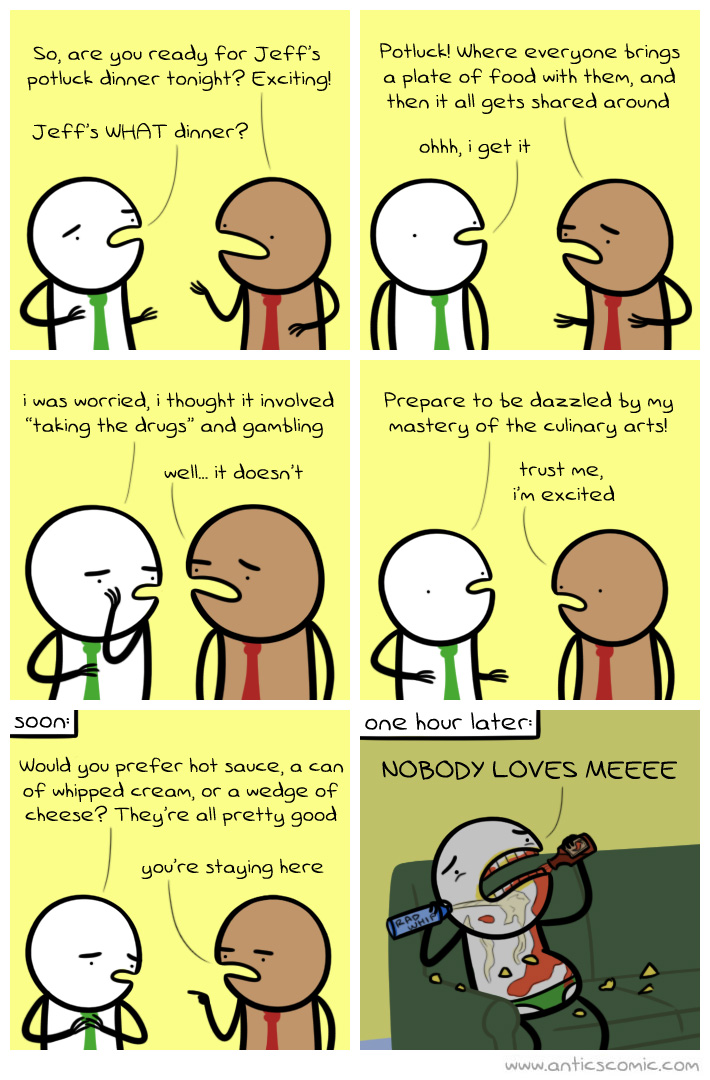 So, are you ready for Jeff's
potluck dinner tonight? Exciting!
Jeff's WHAT dinner?
Potluck! Where everyone brings
a plate of food with them, and
then it all gets shared around
ohhh, i get it
i was worried, i thought it involved
"taking the drugs" and gambling
well... it doesn't
Prepare to be dazzled by my
mastery of the culinary arts!
trust me,
i'm excited
soon:
Would you prefer hot sauce, a can
of whipped cream, or a wedge of
cheese? They're all pretty good
you're staying here
one hour later:
NOBODY LOVES MEEEE
RAD
WHIP
www.anticscomic.com